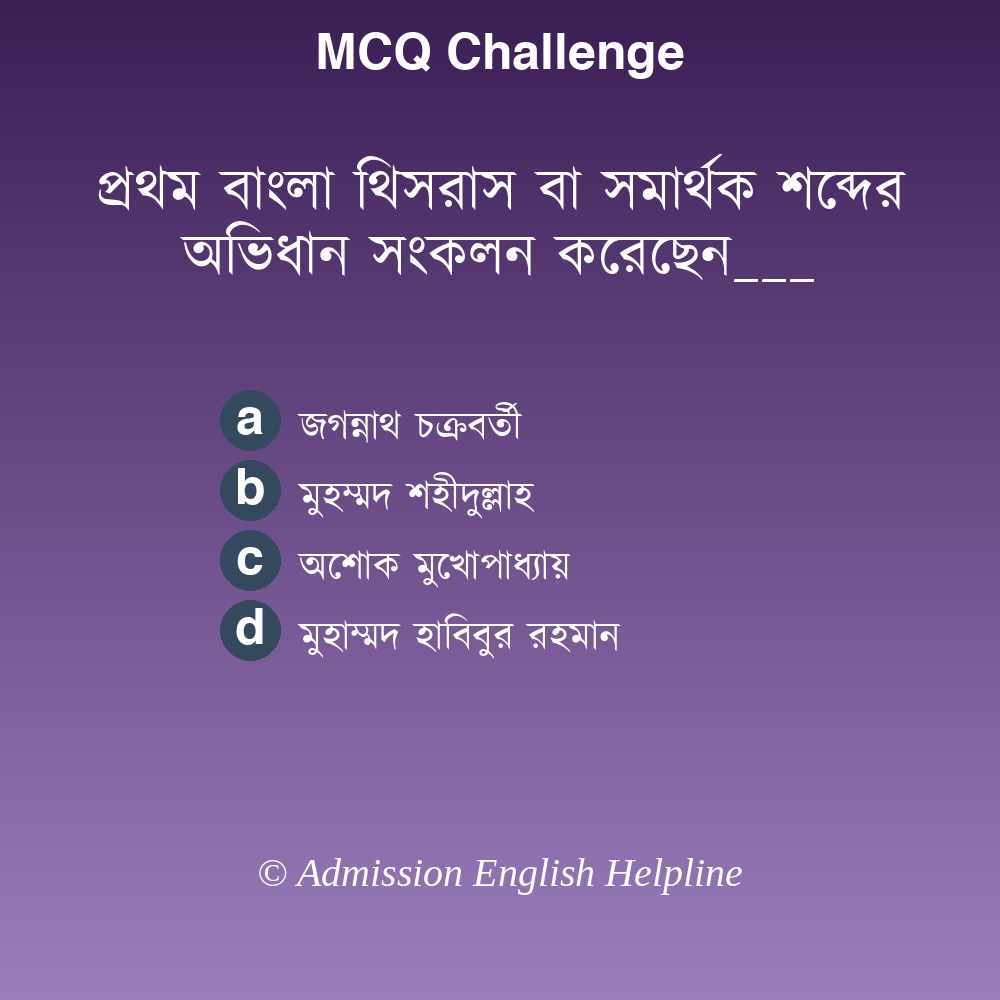 MCQ Challenge
প্রথম বাংলা থিসরাস বা সমার্থক শব্দের
অভিধান সংকলন করেছেন___
a জগন্নাথ চক্রবর্তী
b মুহম্মদ শহীদুল্লাহ
c অশোক মুখোপাধ্যায়
d মুহাম্মদ হাবিবুর রহমান
© Admission English Helpline